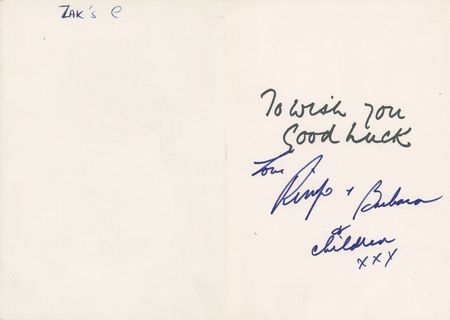 ZAK's e
To wish you
Good Luck
Love
Ringo + Barbara
&
children
xxx